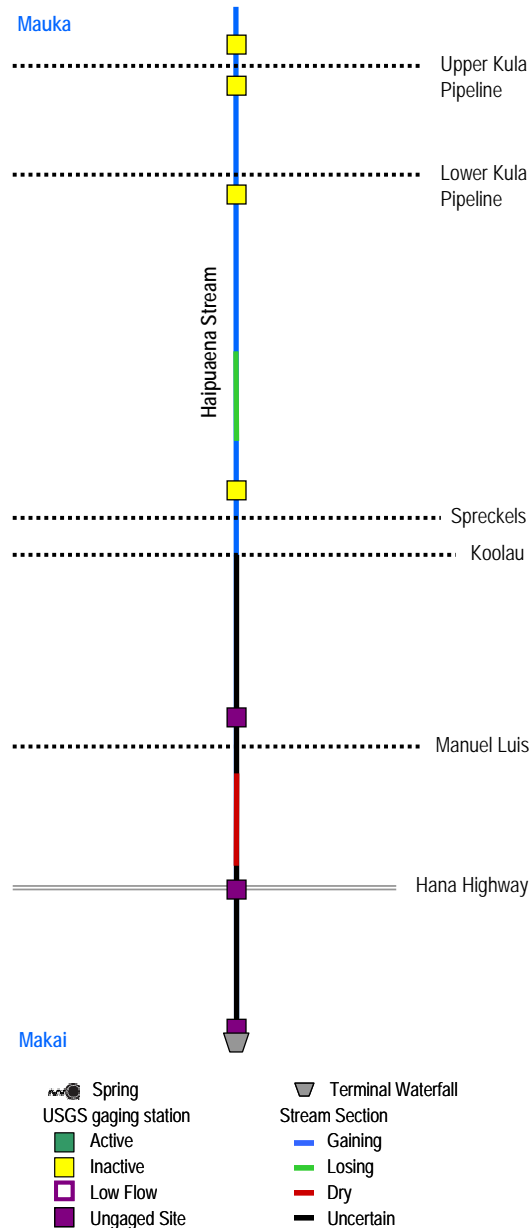 Mauka
Upper Kula
Pipeline
Lower Kula
Pipeline
Haipuaena Stream
Spreckels
Koolau
Manuel Luis
Hana Highway
Makai
Spring
Terminal Waterfall
USGS gaging station
Stream Section
Active
Gaining
Inactive
Losing
Low Flow
Dry
Ungaged Site
Uncertain